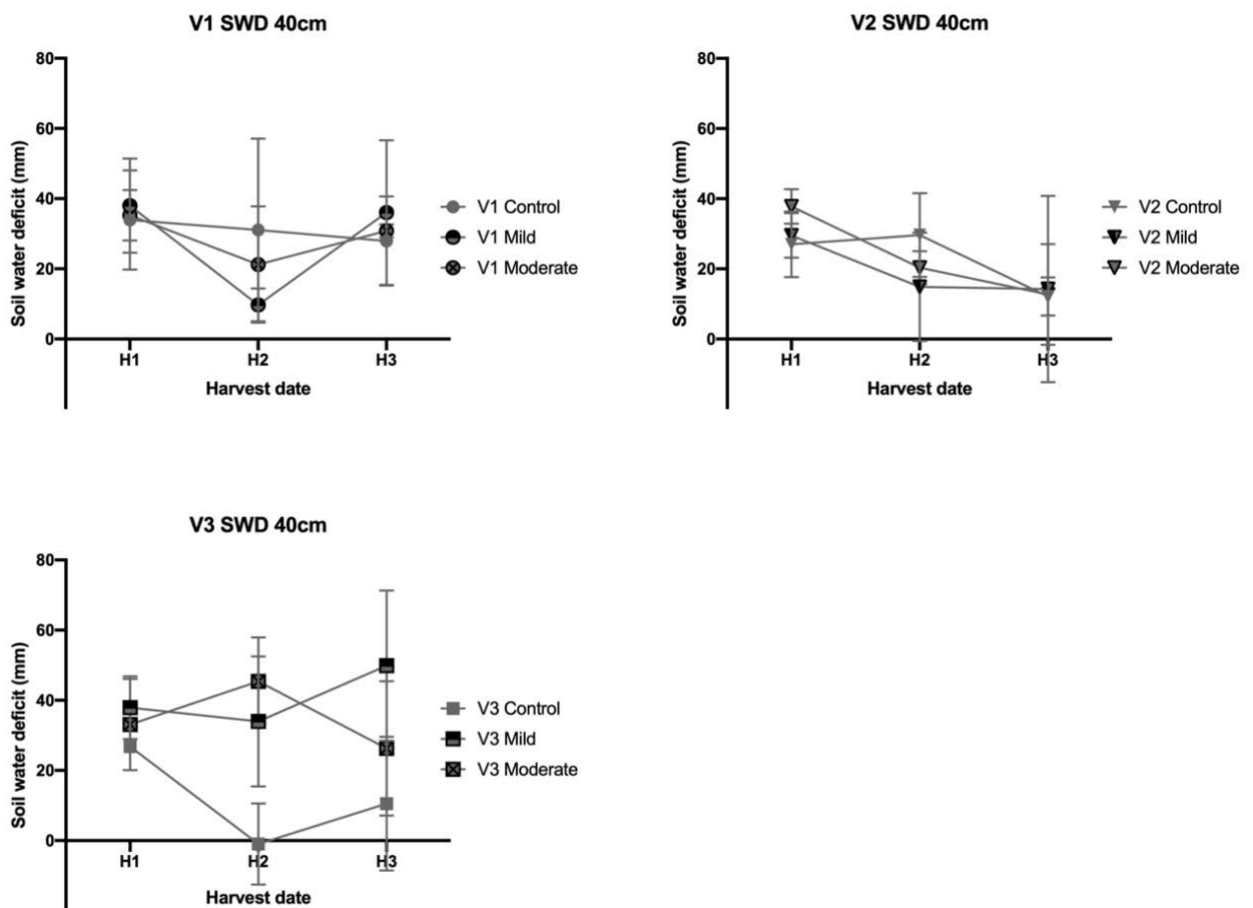 V1 SWD 40cm
80
60
40
20
0
Soil water deficit (mm)
H1 H2 H3
Harvest date
V1 Control
V1 Mild
V1 Moderate
V2 SWD 40cm
80
60
40
20
0
Soil water deficit (mm)
H1 H2 H3
Harvest date
V2 Control
V2 Mild
V2 Moderate
V3 SWD 40cm
80
60
40
20
0
Soil water deficit (mm)
H1 H2 H3
Harvest date
V3 Control
V3 Mild
V3 Moderate